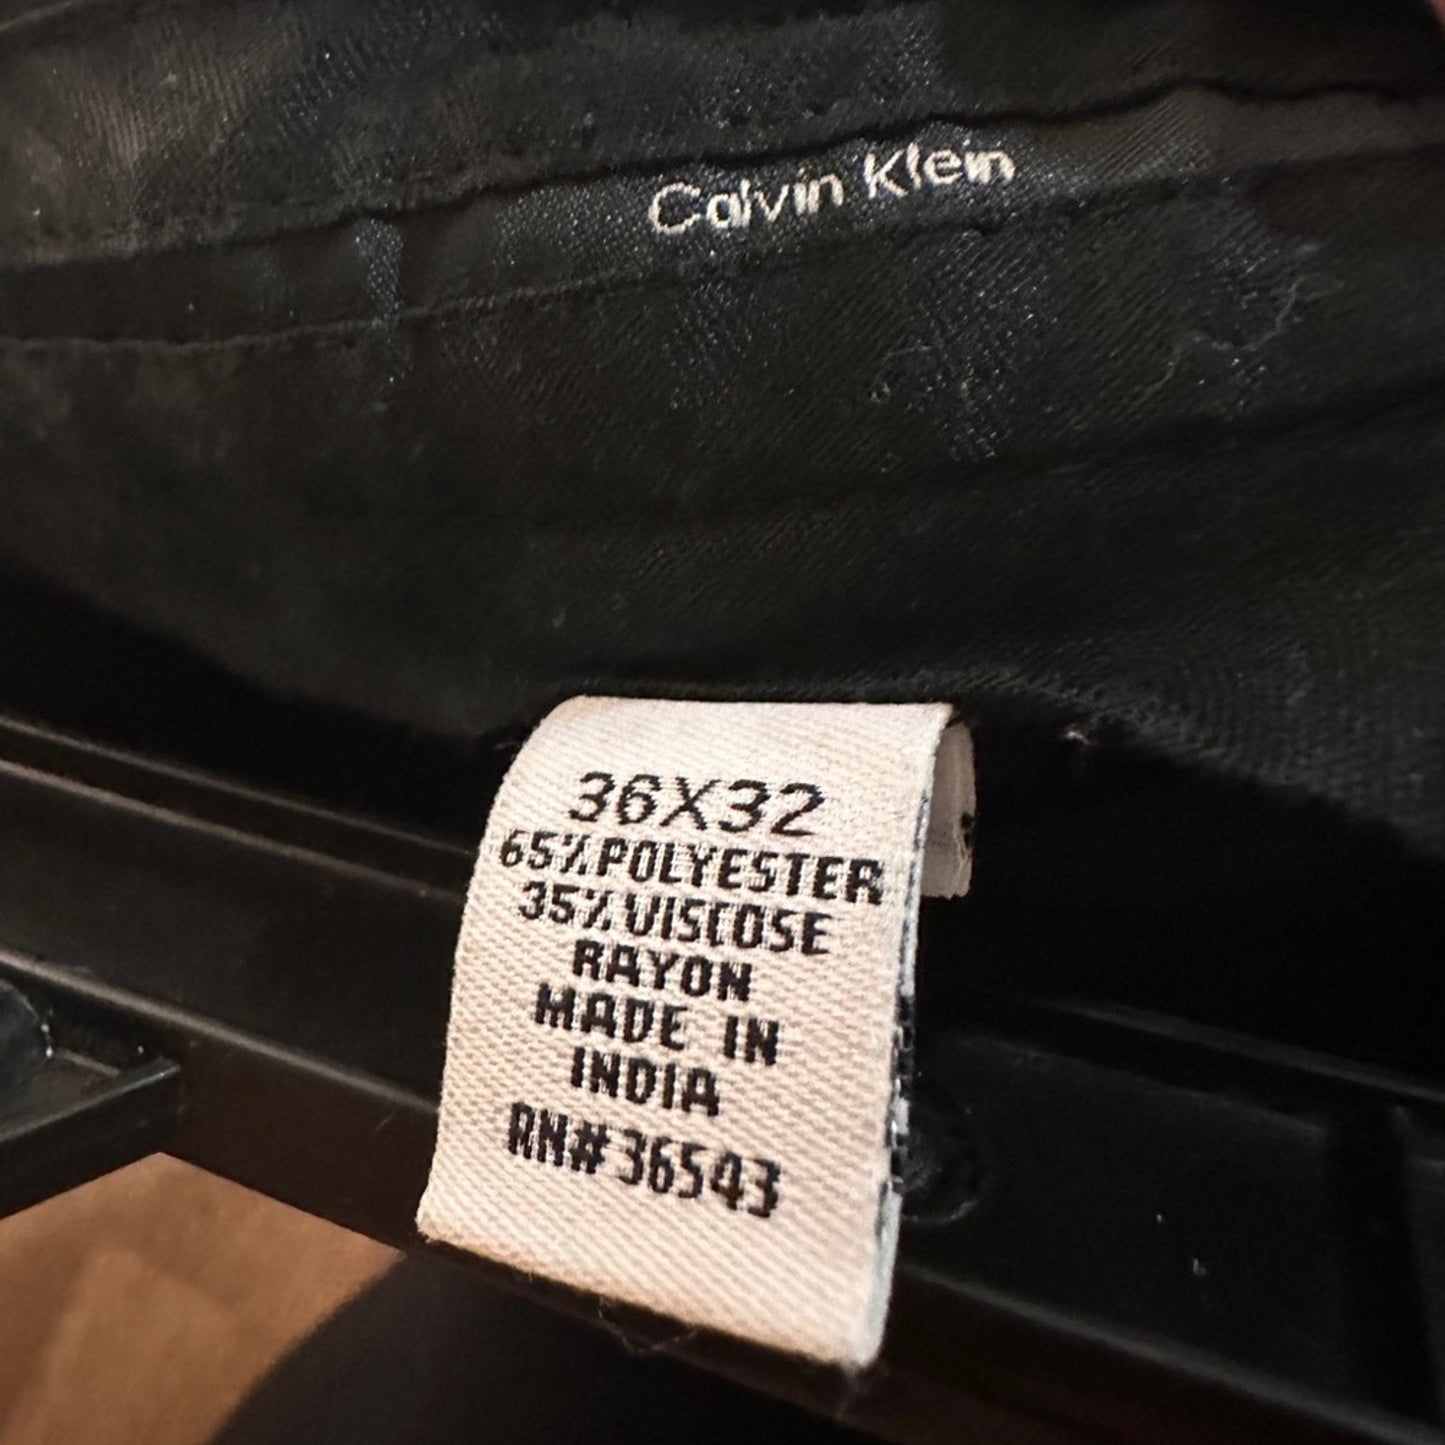 Calvin Klein
36X32
65%POLYESTER
35%VISCOSE
RAYON
MADE IN
INDIA
RN#36543